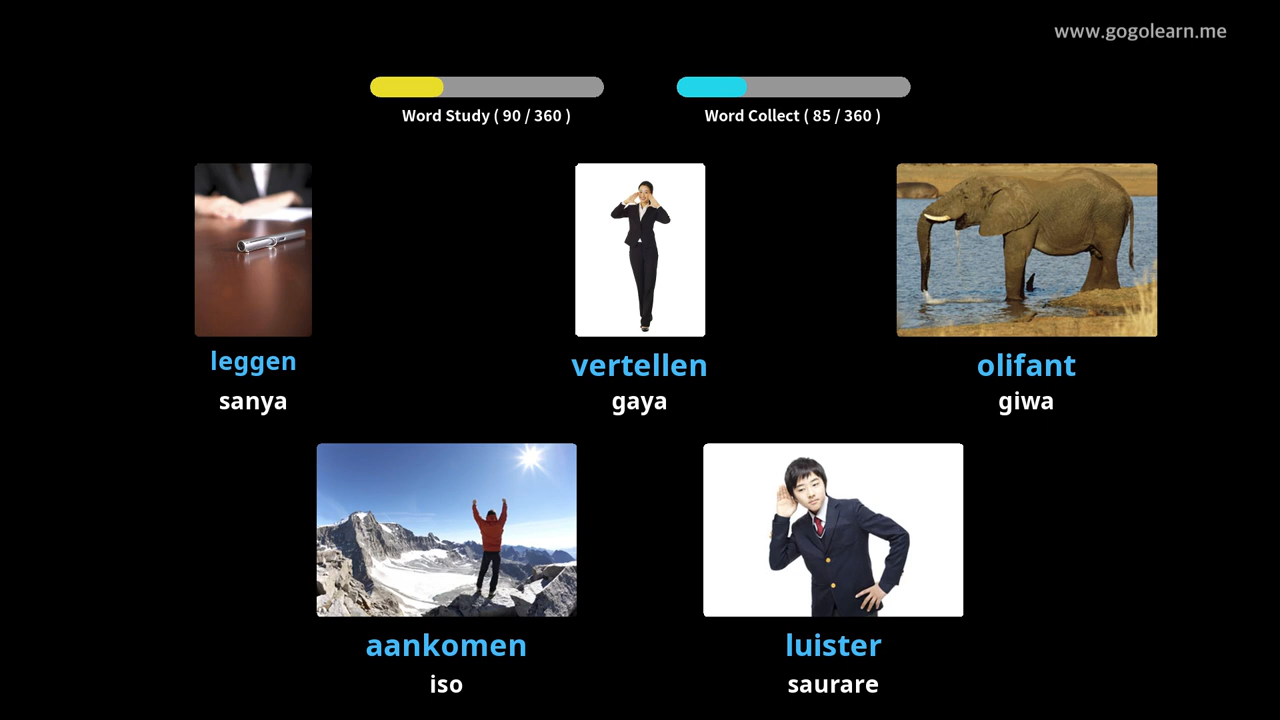 www.gogolearn.me
Word Study ( 90 / 360 )
Word Collect ( 85 / 360 )
leggen
sanya
vertellen
gaya
olifant
giwa
aankomen
iso
luister
saurare